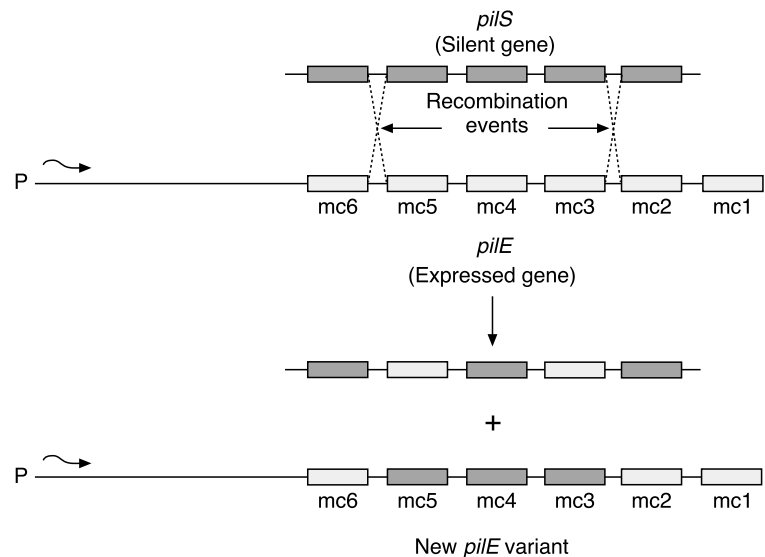 pilS
(Silent gene)
Recombination
events
P
mc6 mc5 mc4 mc3 mc2 mc1
pilE
(Expressed gene)
+
P
mc6 mc5 mc4 mc3 mc2 mc1
New pilE variant